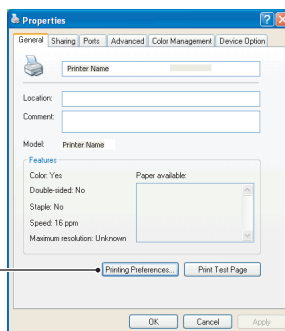 Properties
General Sharing Ports Advanced Color Management Device Option
Printer Name
Location:
Comment:
Model: Printer Name
Features
Color: Yes Paper available:
Double-sided: No
Staple: No
Speed: 16 ppm
Maximum resolution: Unknown
Printing Preferences... Print Test Page
OK Cancel Apply